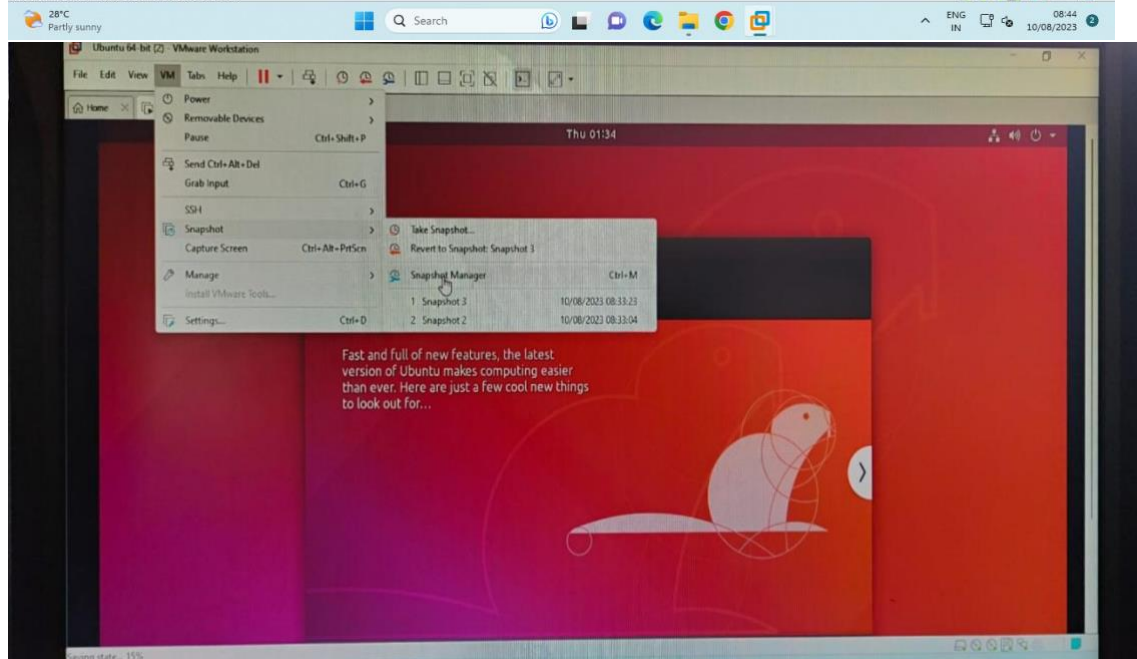 28°C
Partly sunny
Search
ENG
IN
08:44
10/08/2023
2
Ubuntu 64-bit (2) - VMware Workstation
File Edit View VM Tabs Help
Home
Power
Removable Devices
Pause Ctrl+Shift+P
Send Ctrl+Alt+Del
Grab Input Ctrl+G
SSH
Snapshot
Capture Screen Ctrl+Alt+PrtScn
Manage
Install VMware Tools...
Settings... Ctrl+D
Take Snapshot...
Revert to Snapshot: Snapshot 3
Snapshot Manager Ctrl+M
1 Snapshot 3 10/08/2023 08:33:23
2 Snapshot 2 10/08/2023 08:33:04
Thu 01:34
Fast and full of new features, the latest
version of Ubuntu makes computing easier
than ever. Here are just a few cool new things
to look out for...
Saving state... 15%